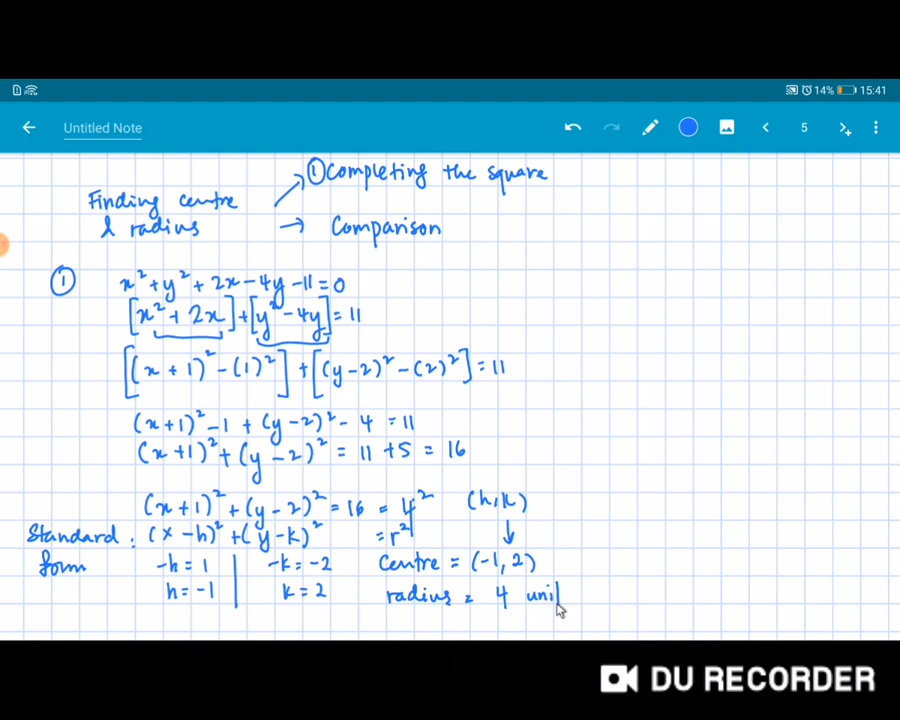 14% 15:41
Untitled Note
5
Finding centre & radius
① Completing the square
→ Comparison
① x² + y² + 2x - 4y - 11 = 0
[x² + 2x] + [y² - 4y] = 11
[(x + 1)² - (1)²] + [(y - 2)² - (2)²] = 11
(x + 1)² - 1 + (y - 2)² - 4 = 11
(x + 1)² + (y - 2)² = 11 + 5 = 16
(x + 1)² + (y - 2)² = 16 = 4² (h, k)
Standard form : (x - h)² + (y - k)² = r² ↓
-h = 1 | -k = -2 Centre = (-1, 2)
h = -1 | k = 2 radius = 4 uni
DU RECORDER